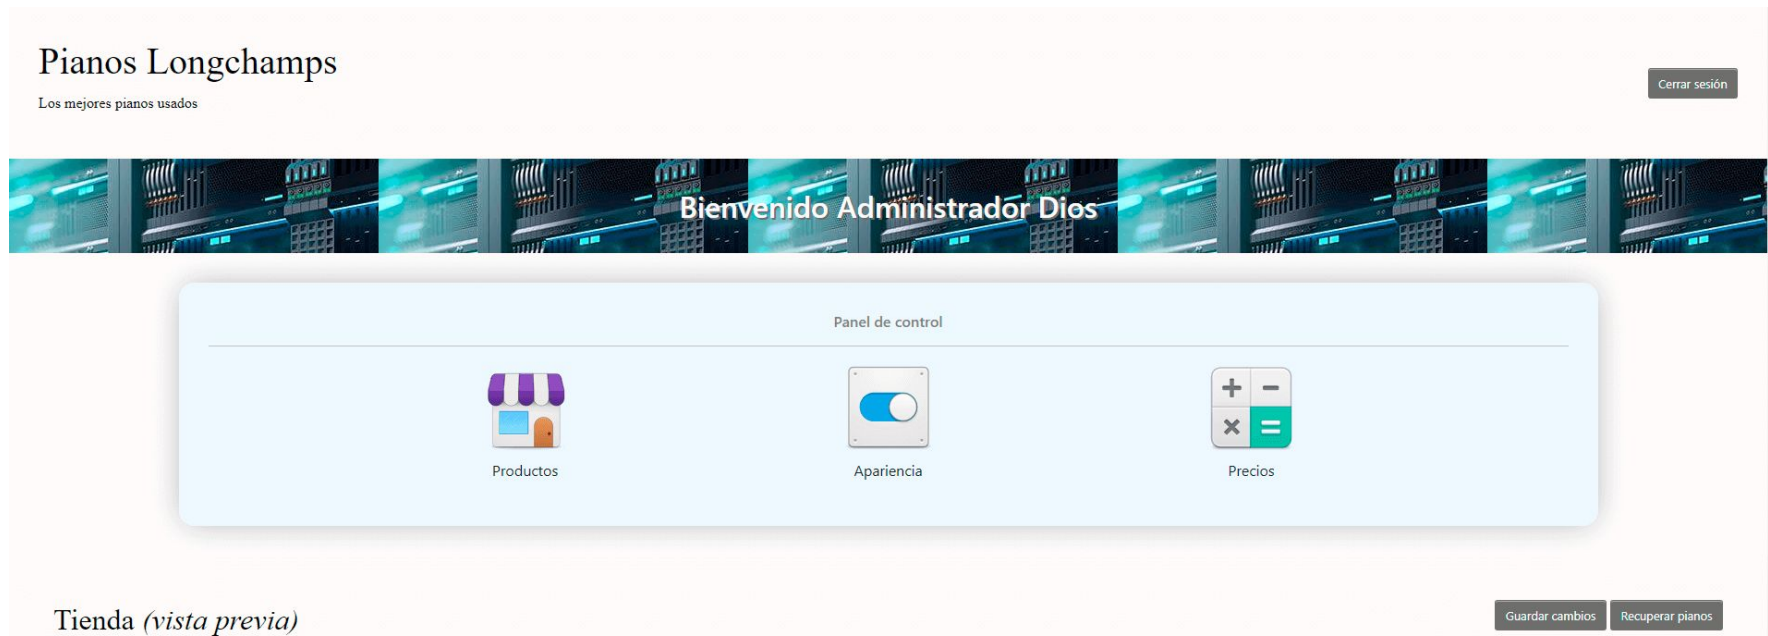 Pianos Longchamps
Los mejores pianos usados
Cerrar sesión
Bienvenido Administrador Dios
Panel de control
Productos
Apariencia
Precios
Tienda (vista previa)
Guardar cambios
Recuperar pianos